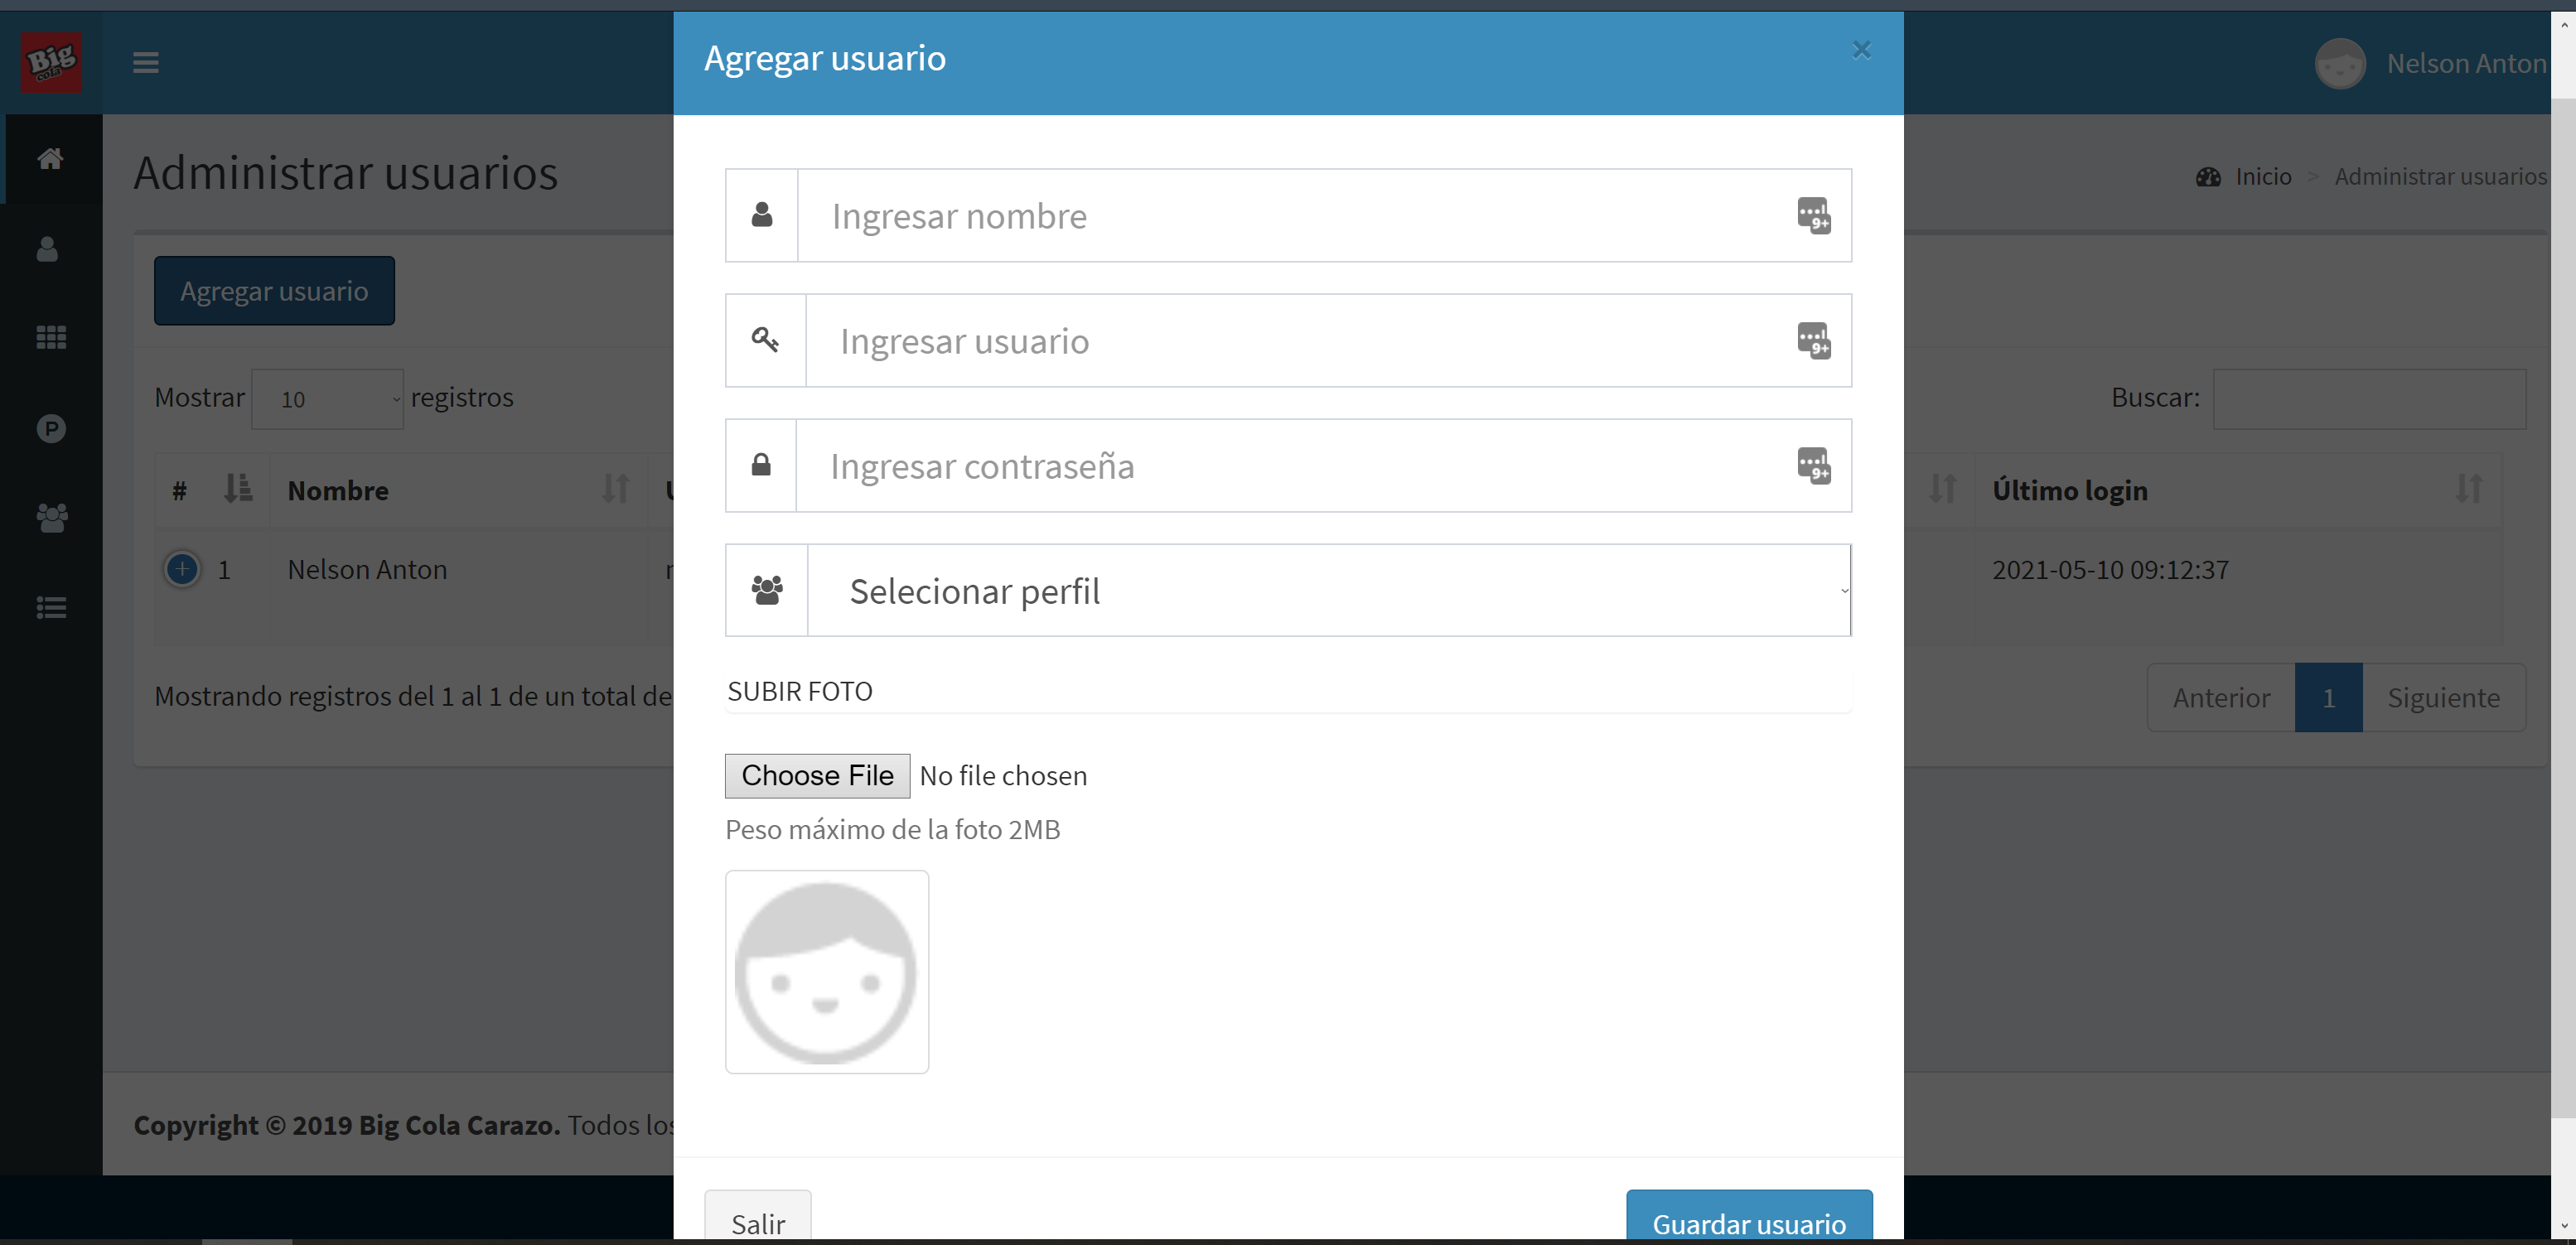 Big
cola
Nelson Anton
Administrar usuarios
Inicio > Administrar usuarios
Agregar usuario
Mostrar 10 registros
Buscar:
# Nombre
Último login
1 Nelson Anton
2021-05-10 09:12:37
Mostrando registros del 1 al 1 de un total de
Anterior 1 Siguiente
Copyright © 2019 Big Cola Carazo. Todos los
Agregar usuario ×
Ingresar nombre
9+
Ingresar usuario
9+
Ingresar contraseña
9+
Selecionar perfil
SUBIR FOTO
Choose File No file chosen
Peso máximo de la foto 2MB
Salir
Guardar usuario
P